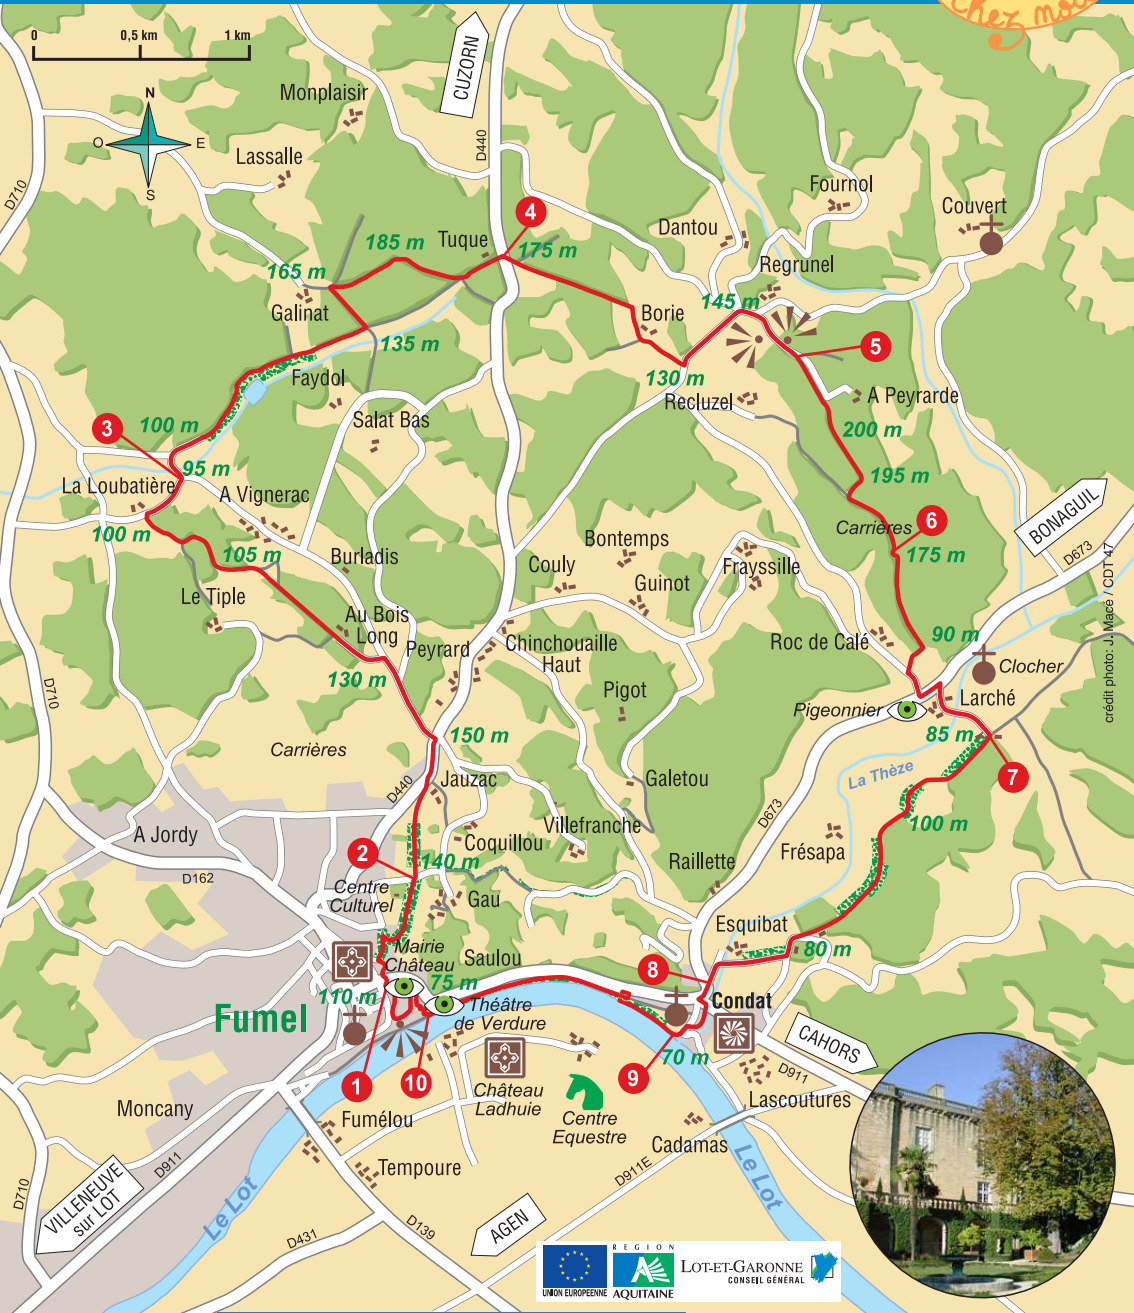 chez moi
0 0,5 km 1 km
CUZORN
Monplaisir
N
O E
S
D440
Lassalle
D710
Fournol
Couvert
4
Dantou
185 m
Tuque
175 m
165 m
Regrunel
Galinat
145 m
Borie
135 m
5
Faydol
130 m
A Peyrarde
Recluzel
Salat Bas
100 m
3
200 m
95 m
195 m
La Loubatière
A Vignerac
BONAGUIL
100 m
Carrières
6
105 m
Bontemps
175 m
D673
Burladis
Couly
Frayssille
Guinot
crédit photo: J. Macé / CDT 47
Le Tiple
Au Bois
Long
Peyrard
Chinchouaille
Haut
Roc de Calé
90 m
Clocher
130 m
D710
Pigot
Larché
Pigeonnier
150 m
85 m
Carrières
La Thèze
7
Jauzac
Galetou
D440
D673
100 m
A Jordy
Villefranche
Coquillou
2
140 m
Raillette
Frésapa
D162
Centre
Culturel
Gau
Esquibat
Mairie
Château
Saulou
80 m
8
75 m
110 m
Fumel
Théâtre
de Verdure
Condat
CAHORS
70 m
D911
1
10
9
Château
Ladhuie
Centre
Equestre
Moncany
Fumélou
Lascoutures
Cadamas
Tempoure
D911
VILLENEUVE
sur LOT
D911E
D710
Le Lot
Le Lot
AGEN
D139
D431
REGION
UNION EUROPEENNE
AQUITAINE
LOT-ET-GARONNE
CONSEIL GÉNÉRAL